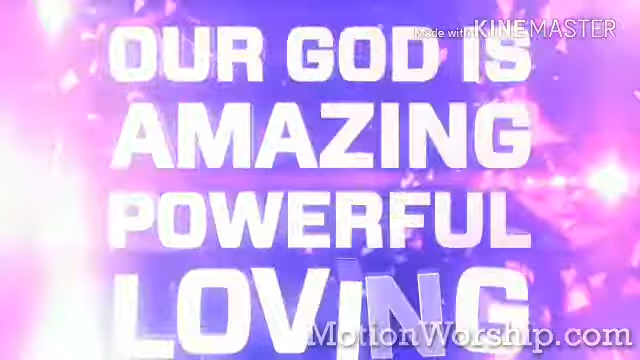 Made with KINEMASTER
OUR GOD IS
AMAZING
POWERFUL
LOVING
MotionWorship.com